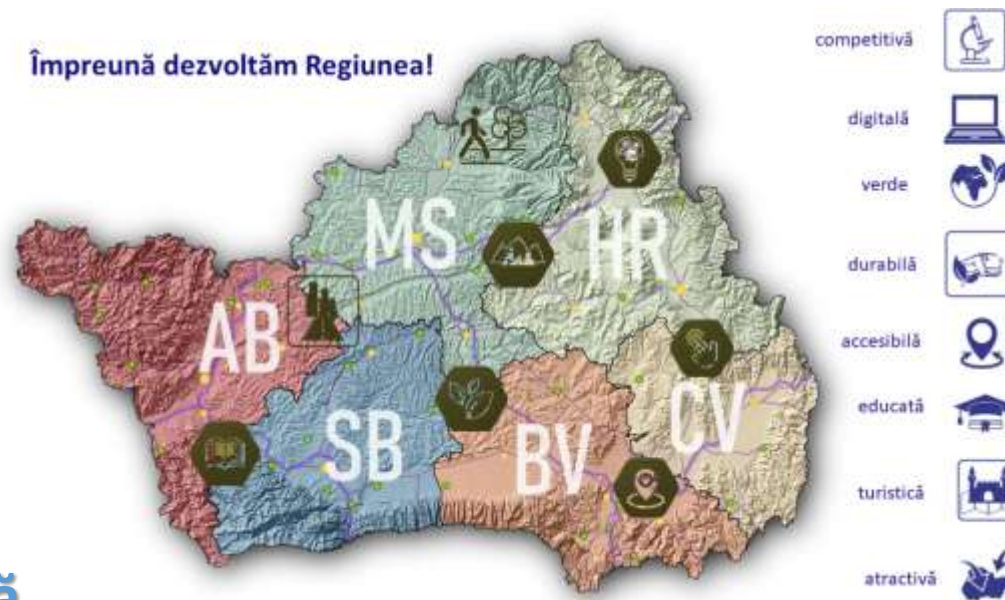 Împreună dezvoltăm Regiunea!
MS
HR
AB
SB
BV
CV
competitivă
digitală
verde
durabilă
accesibilă
educată
turistică
atractivă
ă